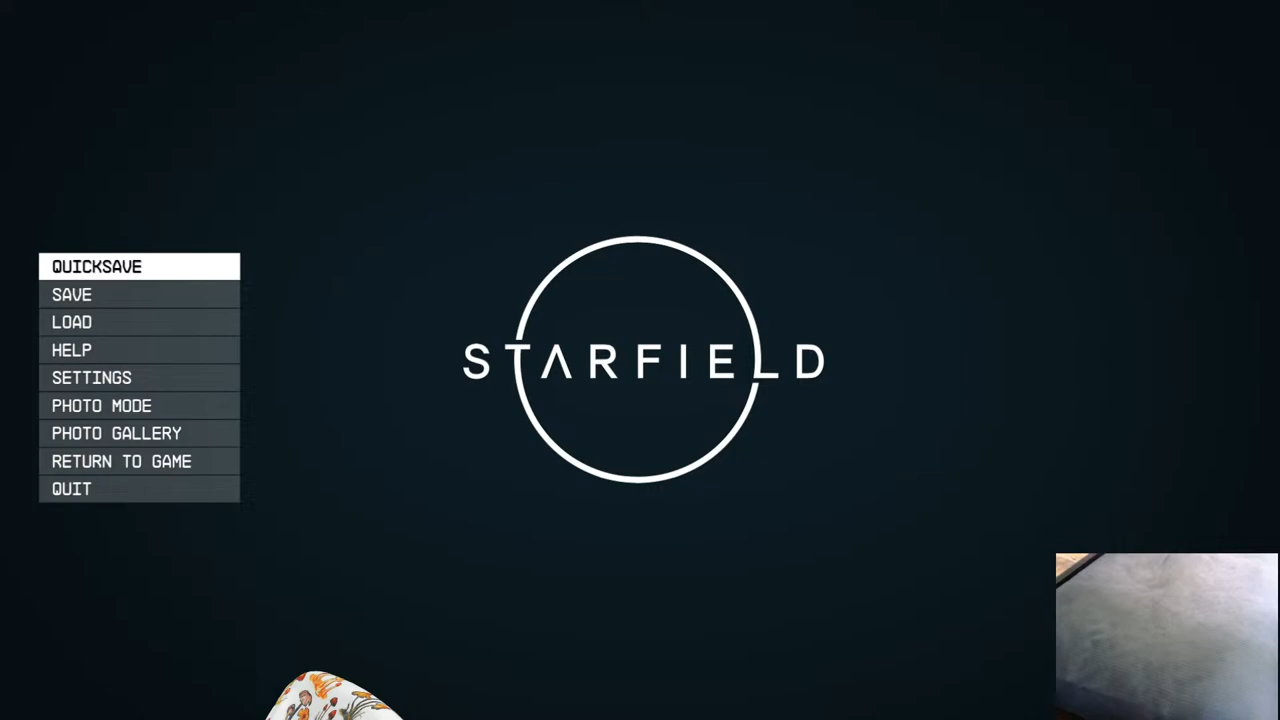 QUICKSAVE
SAVE
LOAD
HELP
SETTINGS
PHOTO MODE
PHOTO GALLERY
RETURN TO GAME
QUIT
STARFIELD